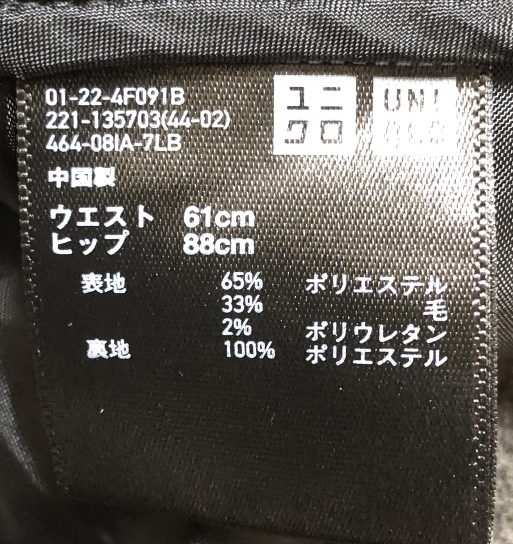 01-22-4F091B
221-135703(44-02)
464-08IA-7LB
ユニ
クロ
UNI
QLO
中国製
ウエスト 61cm
ヒップ 88cm
表地 65% ポリエステル
33% 毛
2% ポリウレタン
裏地 100% ポリエステル